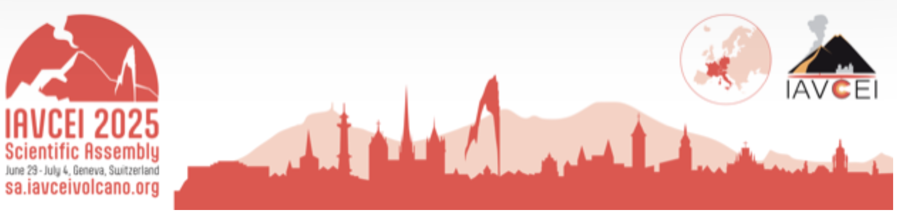 IAVCEI 2025
Scientific Assembly
June 29 - July 4, Geneva, Switzerland
sa.iavceivolcano.org
IAVCEI